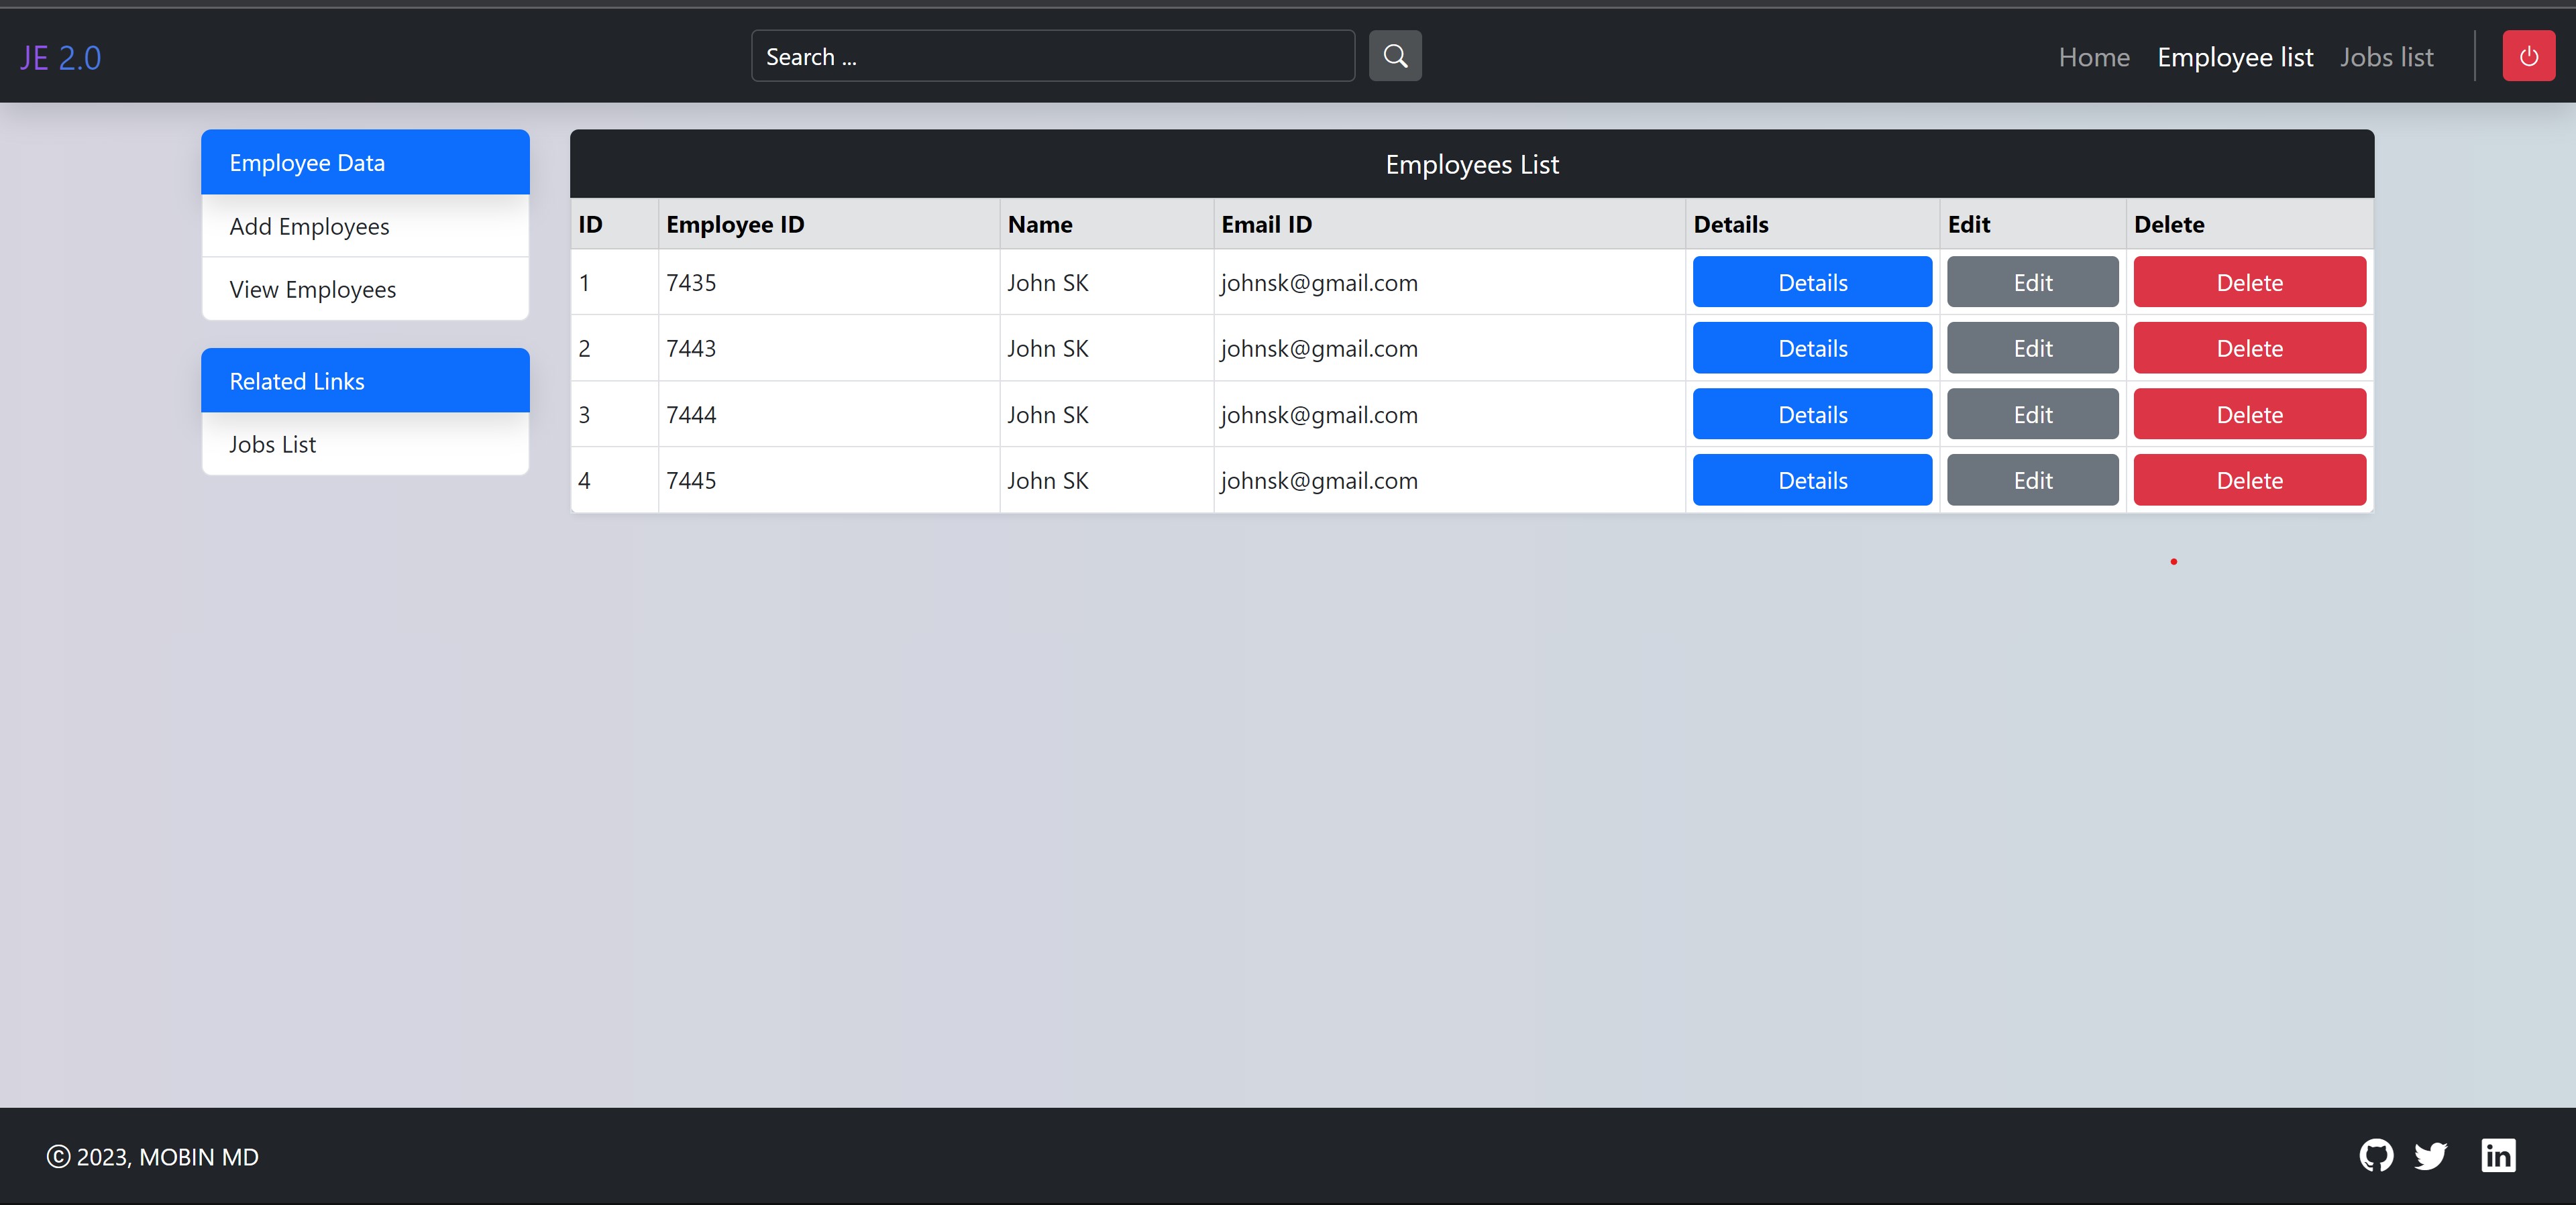 JE 2.0
Search ...
Home Employee list Jobs list
Employee Data
Add Employees
View Employees
Related Links
Jobs List
Employees List
ID Employee ID Name Email ID Details Edit Delete
1 7435 John SK johnsk@gmail.com Details Edit Delete
2 7443 John SK johnsk@gmail.com Details Edit Delete
3 7444 John SK johnsk@gmail.com Details Edit Delete
4 7445 John SK johnsk@gmail.com Details Edit Delete
© 2023, MOBIN MD
in